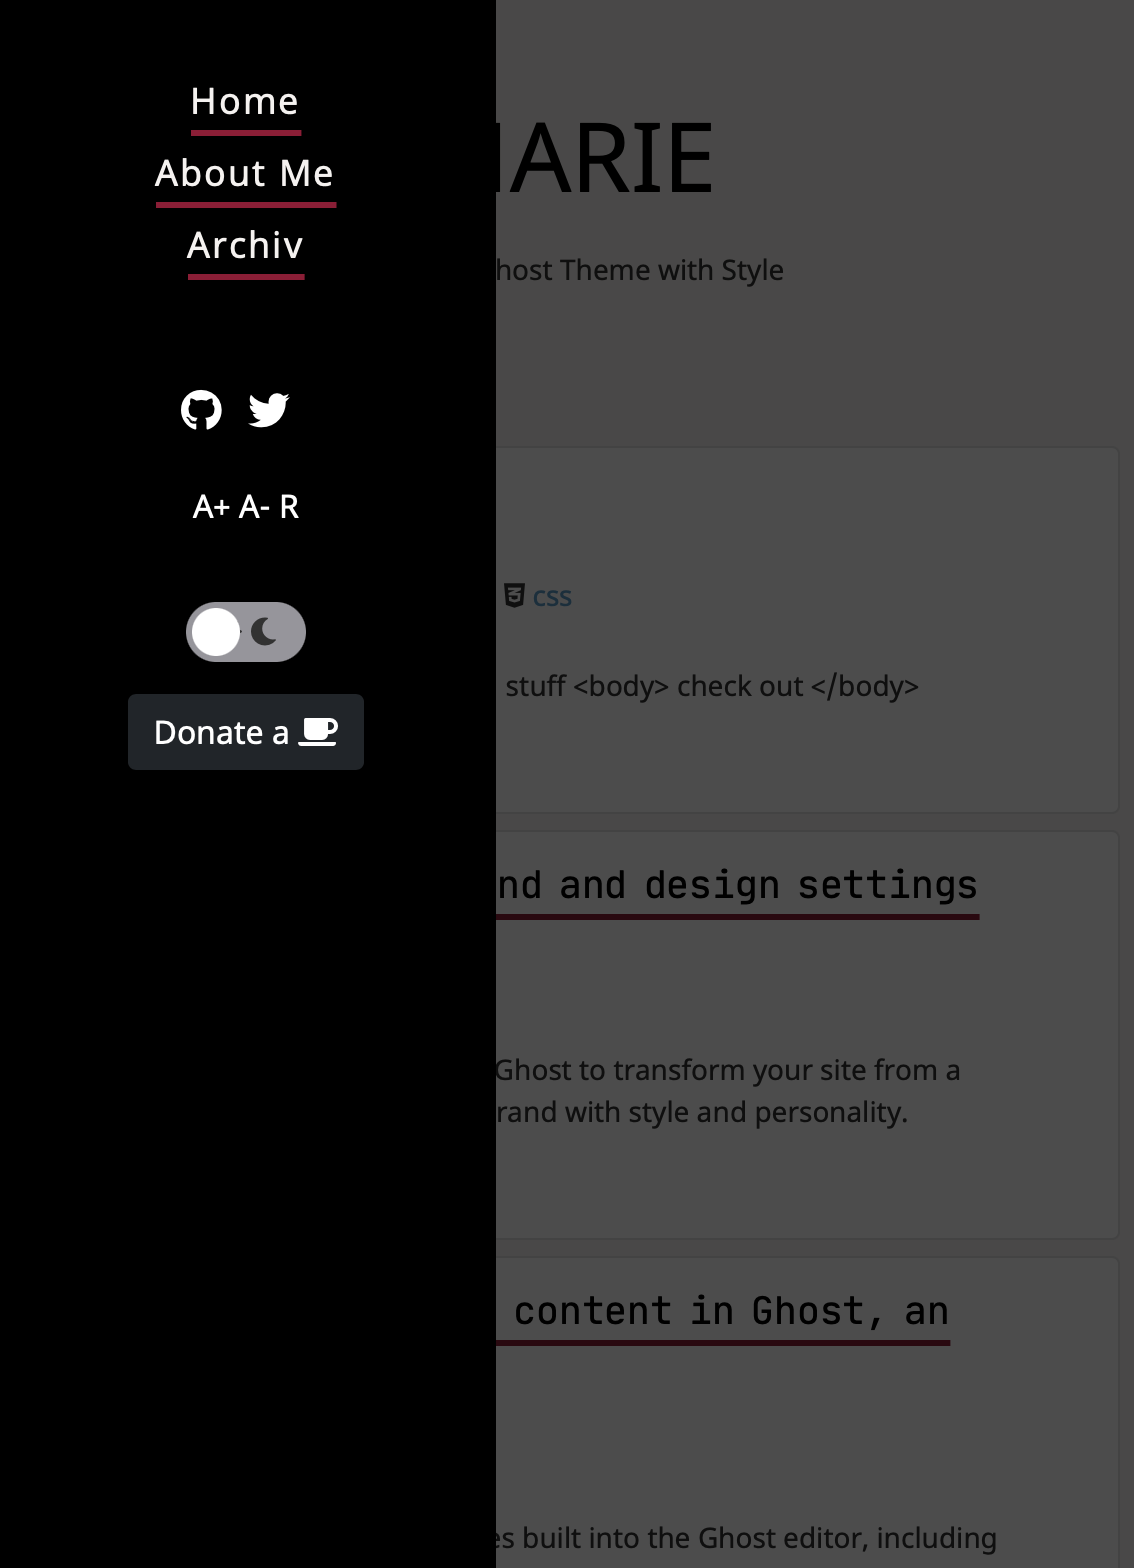 Home
About Me
Archiv
A+ A- R
Donate a
ARIE
host Theme with Style
css
stuff <body> check out </body>
nd and design settings
Ghost to transform your site from a
rand with style and personality.
content in Ghost, an
es built into the Ghost editor, including